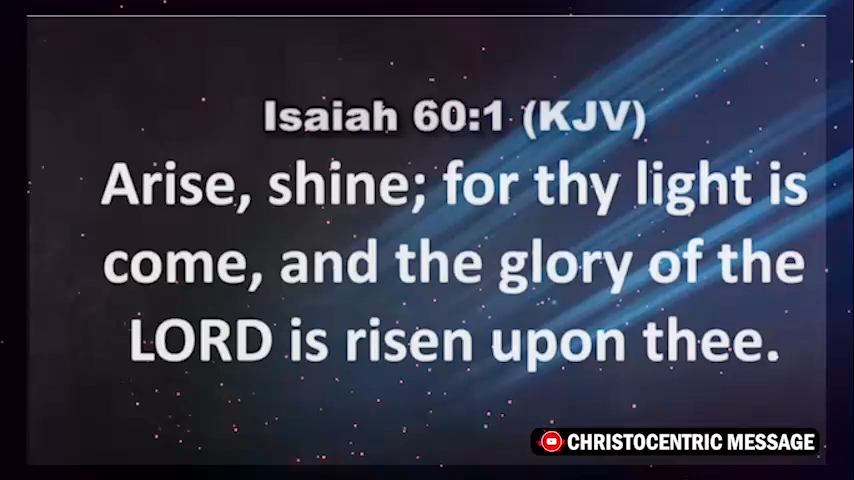 Isaiah 60:1 (KJV)
Arise, shine; for thy light is
come, and the glory of the
LORD is risen upon thee.
CHRISTOCENTRIC MESSAGE